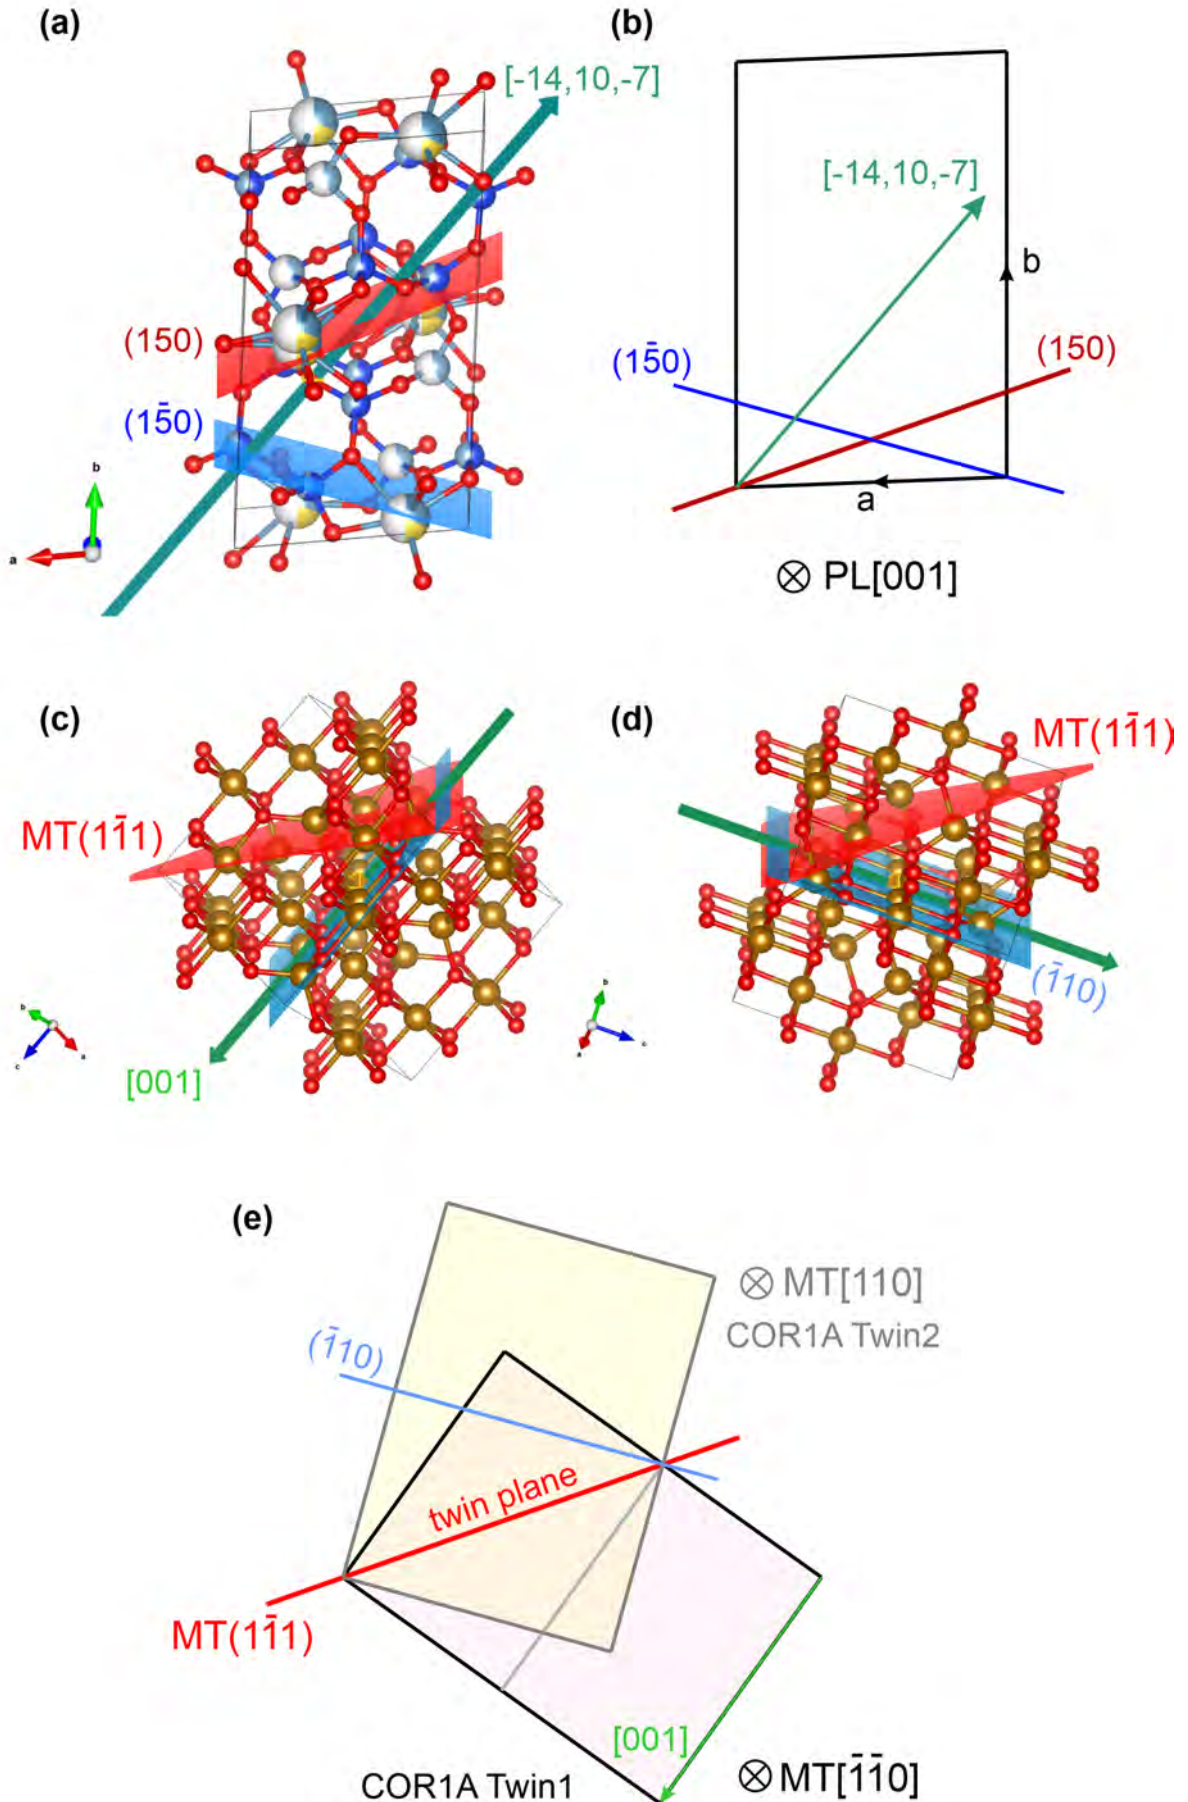 (a)
[-14,10,-7]
(150)
(15̄0)
b
a
(b)
[-14,10,-7]
b
(15̄0)
(150)
a
⊗ PL[001]
(c)
MT(11̄1)
b
a
c
[001]
(d)
MT(11̄1)
(1̄10)
b
a
c
(e)
⊗ MT[110]
COR1A Twin2
(1̄10)
twin plane
MT(11̄1)
[001]
COR1A Twin1
⊗ MT[1̄1̄0]